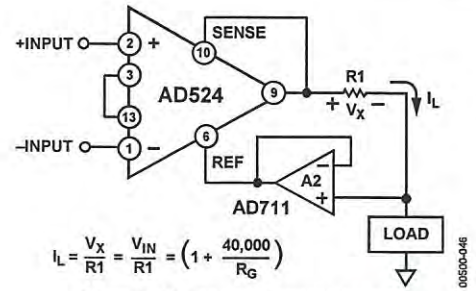 +INPUT
2
+
10
SENSE
3
AD524
9
R1
+ VX −
IL
13
−INPUT
1
−
6
REF
−
A2
+
AD711
LOAD
IL = VX/R1 = VIN/R1 = (1 + 40,000/RG)
00500-046